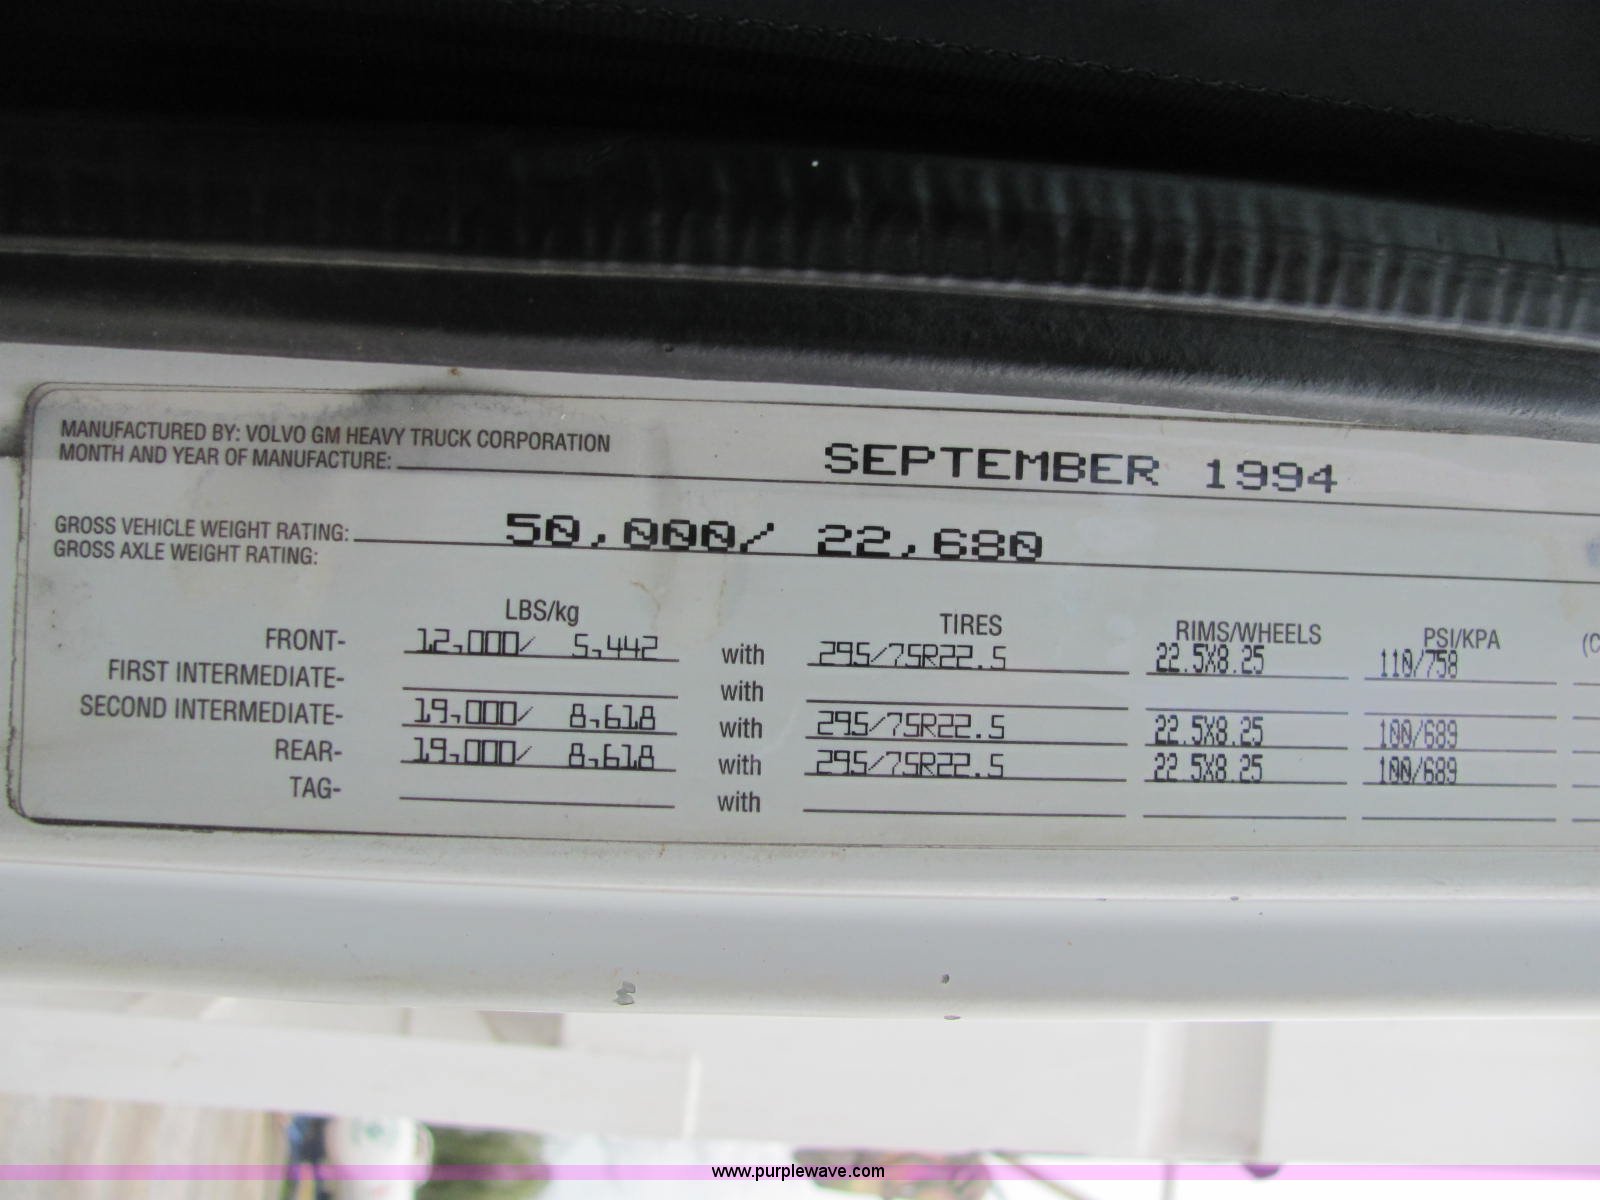 MANUFACTURED BY: VOLVO GM HEAVY TRUCK CORPORATION
MONTH AND YEAR OF MANUFACTURE: SEPTEMBER 1994
GROSS VEHICLE WEIGHT RATING: 50,000/ 22,680
GROSS AXLE WEIGHT RATING:
LBS/kg TIRES RIMS/WHEELS PSI/KPA
FRONT- 12,000/ 5,442 with 295/75R22.5 22.5X8.25 110/758
FIRST INTERMEDIATE- with
SECOND INTERMEDIATE- 19,000/ 8,618 with 295/75R22.5 22.5X8.25 100/689
REAR- 19,000/ 8,618 with 295/75R22.5 22.5X8.25 100/689
TAG- with
www.purplewave.com